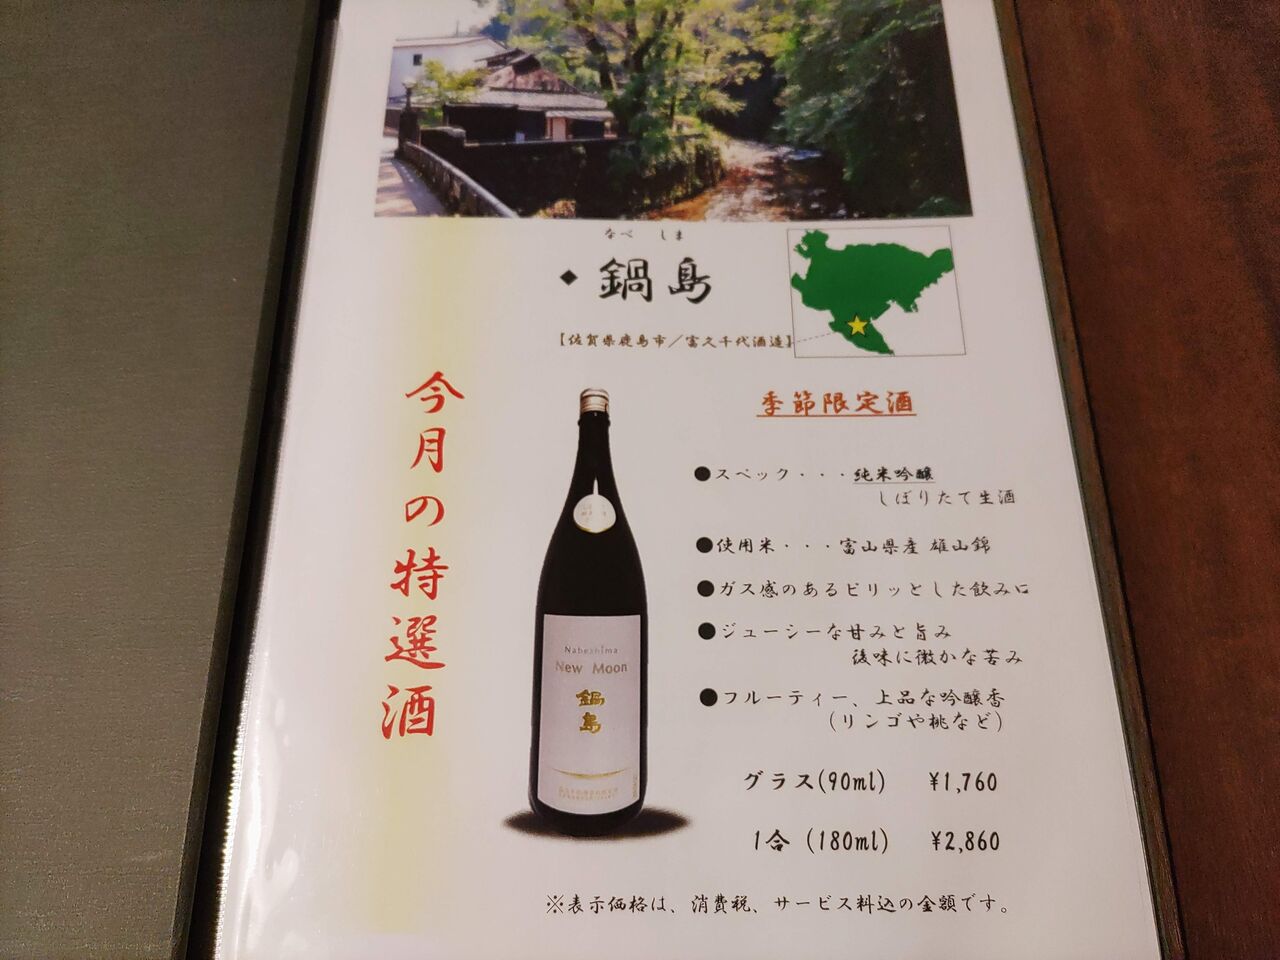 なべ しま
◆鍋島
【佐賀県鹿島市／富久千代酒造】
今月の特選酒
季節限定酒
●スペック・・・純米吟醸
しぼりたて生酒
●使用米・・・富山県産 雄山錦
●ガス感のあるピリッとした飲み口
●ジューシーな甘みと旨み
後味に微かな苦み
●フルーティー、上品な吟醸香
(リンゴや桃など)
Nabeshima
New Moon
鍋島
グラス(90ml) ¥1,760
1合 (180ml) ¥2,860
※表示価格は、消費税、サービス料込の金額です。